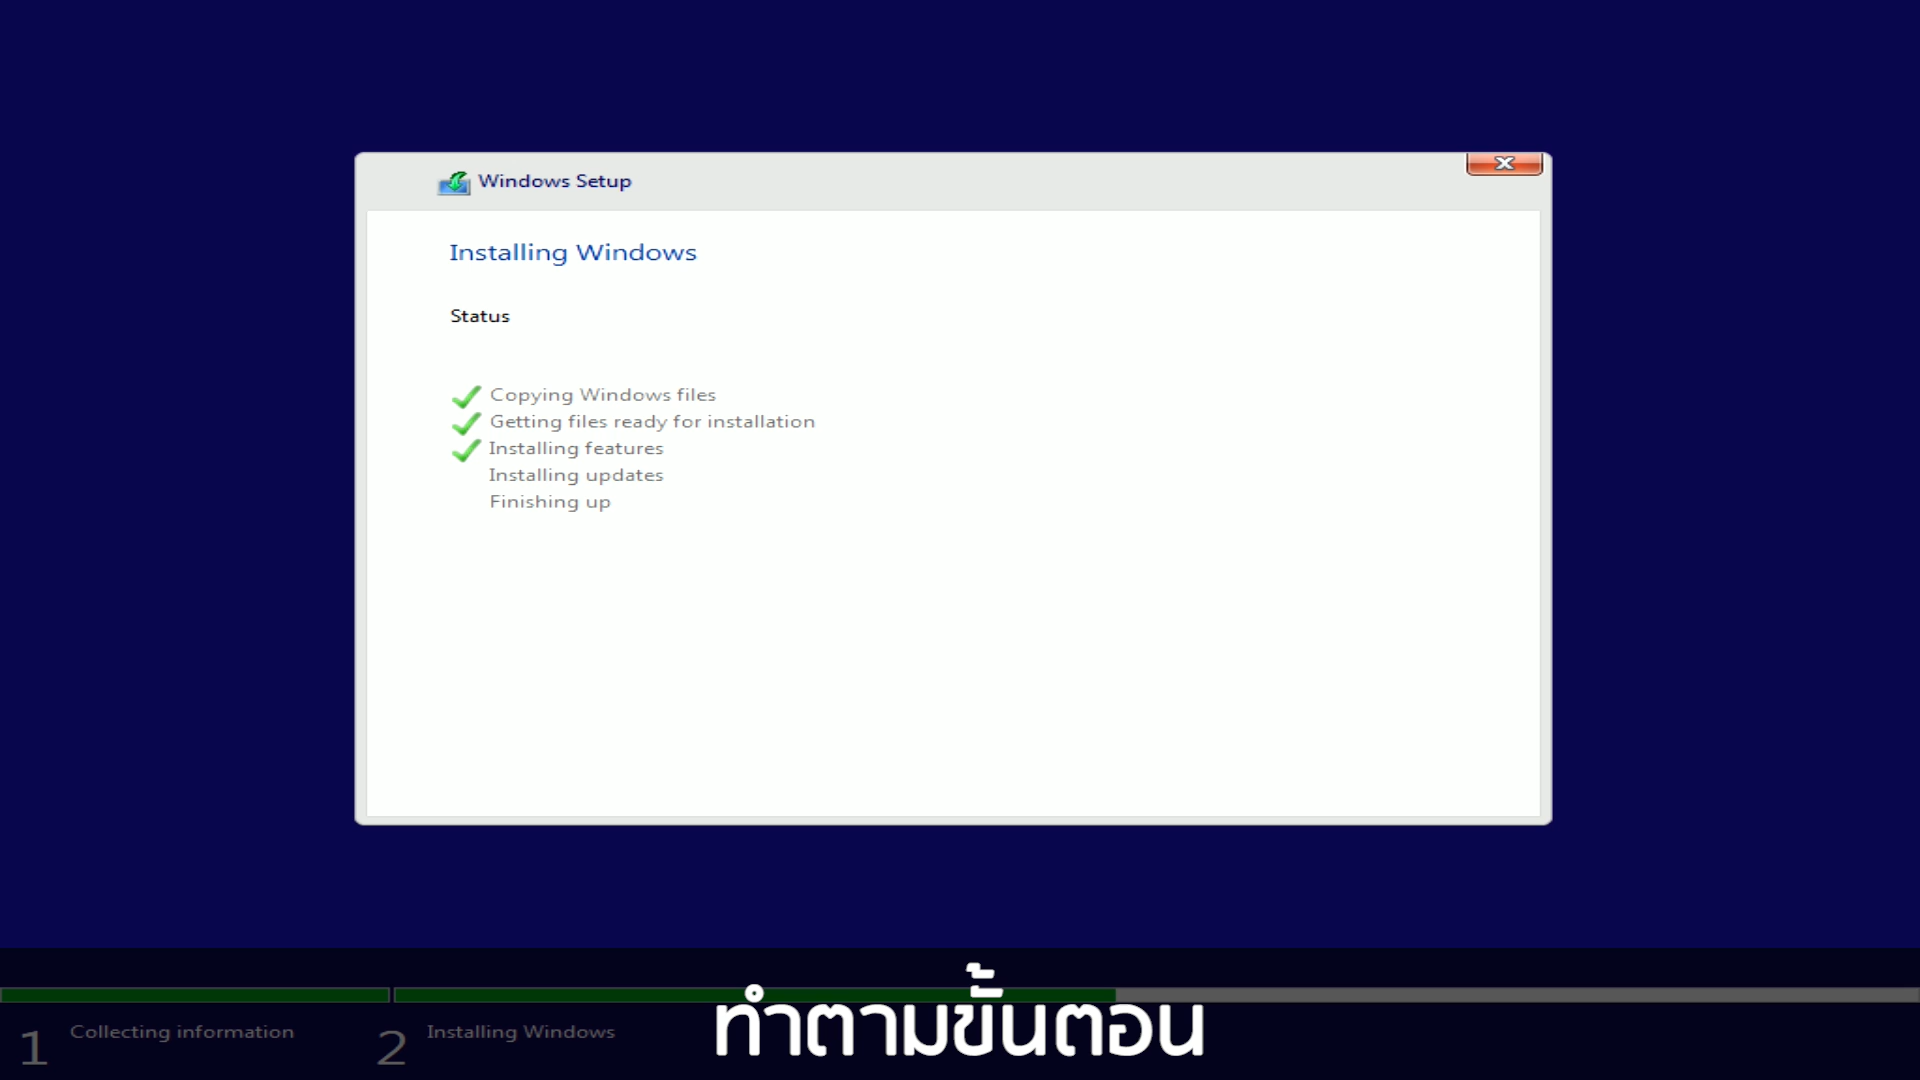 Windows Setup
Installing Windows
Status
Copying Windows files
Getting files ready for installation
Installing features
Installing updates
Finishing up
1 Collecting information
2 Installing Windows
ทำตามขั้นตอน